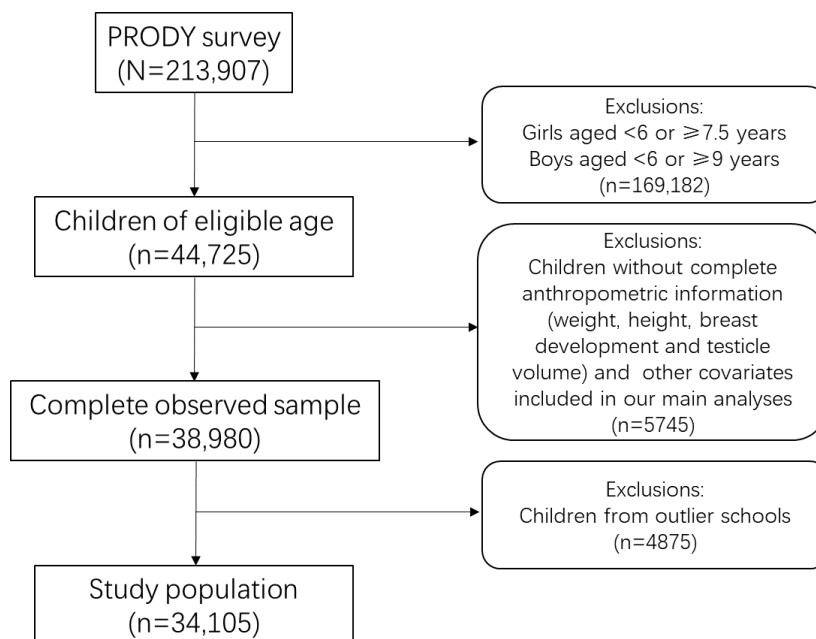 PRODY survey
(N=213,907)
Exclusions:
Girls aged <6 or ≥7.5 years
Boys aged <6 or ≥9 years
(n=169,182)
Children of eligible age
(n=44,725)
Exclusions:
Children without complete
anthropometric information
(weight, height, breast
development and testicle
volume) and other covariates
included in our main analyses
(n=5745)
Complete observed sample
(n=38,980)
Exclusions:
Children from outlier schools
(n=4875)
Study population
(n=34,105)